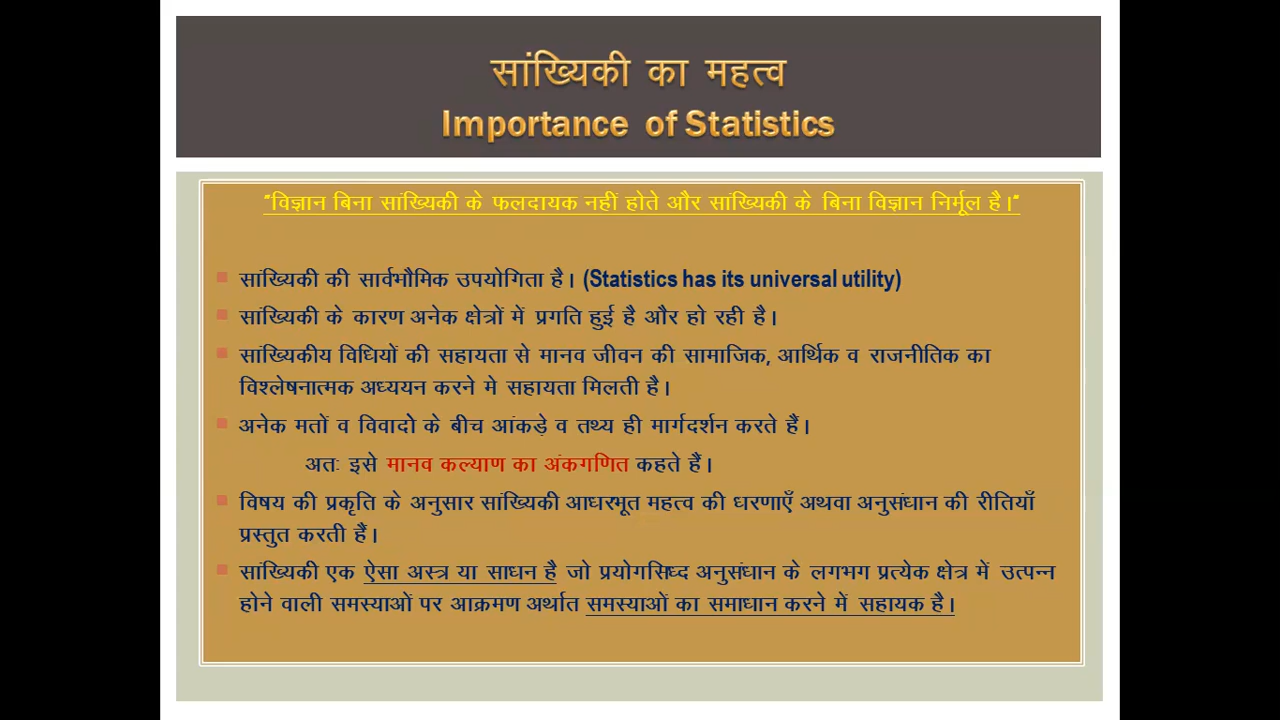 सांख्यिकी का महत्व
Importance of Statistics
"विज्ञान बिना सांख्यिकी के फलदायक नहीं होते और सांख्यिकी के बिना विज्ञान निर्मूल है।"
सांख्यिकी की सार्वभौमिक उपयोगिता है। (Statistics has its universal utility)
सांख्यिकी के कारण अनेक क्षेत्रों में प्रगति हुई है और हो रही है।
सांख्यिकीय विधियों की सहायता से मानव जीवन की सामाजिक, आर्थिक व राजनीतिक का
विश्लेषनात्मक अध्ययन करने मे सहायता मिलती है।
अनेक मतों व विवादोे के बीच आंकड़े व तथ्य ही मार्गदर्शन करते हैं।
अतः इसे मानव कल्याण का अंकगणित कहते हैं।
विषय की प्रकृति के अनुसार सांख्यिकी आधरभूत महत्व की धरणाएँ अथवा अनुसंधान की रीतियाँ
प्रस्तुत करती हैं।
सांख्यिकी एक ऐसा अस्त्र या साधन है जो प्रयोगसिध्द अनुसंधान के लगभग प्रत्येक क्षेत्र में उत्पन्न
होने वाली समस्याओं पर आक्रमण अर्थात समस्याओं का समाधान करने में सहायक है।